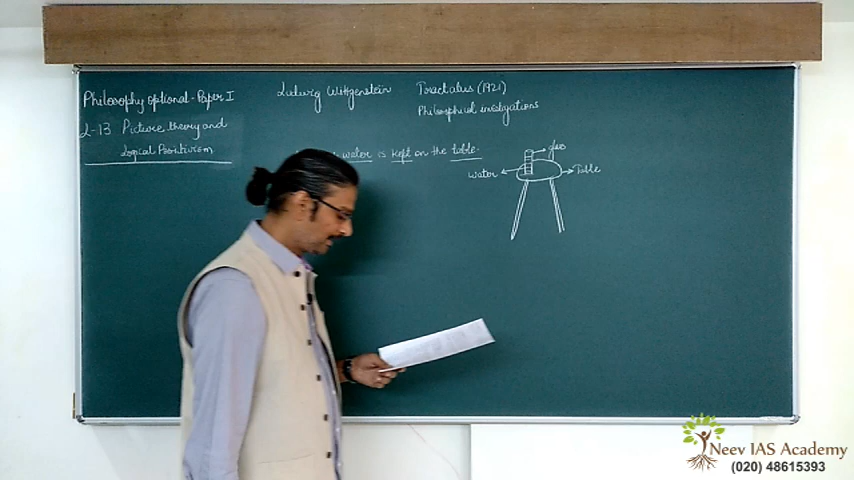 Philosophy optional - Paper I
L-13 Picture theory and
Logical Positivism
Ludwig Wittgenstein
Tractatus (1921)
Philosophical investigations
water is kept on the table.
glass
water
Table
Neev IAS Academy
(020) 48615393